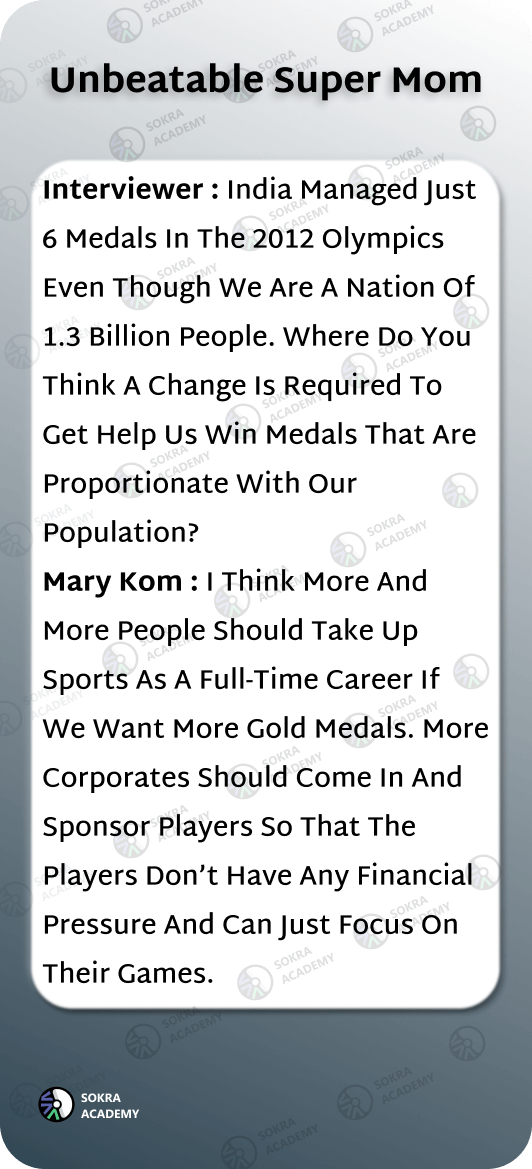 Unbeatable Super Mom
Interviewer : India Managed Just
6 Medals In The 2012 Olympics
Even Though We Are A Nation Of
1.3 Billion People. Where Do You
Think A Change Is Required To
Get Help Us Win Medals That Are
Proportionate With Our
Population?
Mary Kom : I Think More And
More People Should Take Up
Sports As A Full-Time Career If
We Want More Gold Medals. More
Corporates Should Come In And
Sponsor Players So That The
Players Don’t Have Any Financial
Pressure And Can Just Focus On
Their Games.
SOKRA
ACADEMY